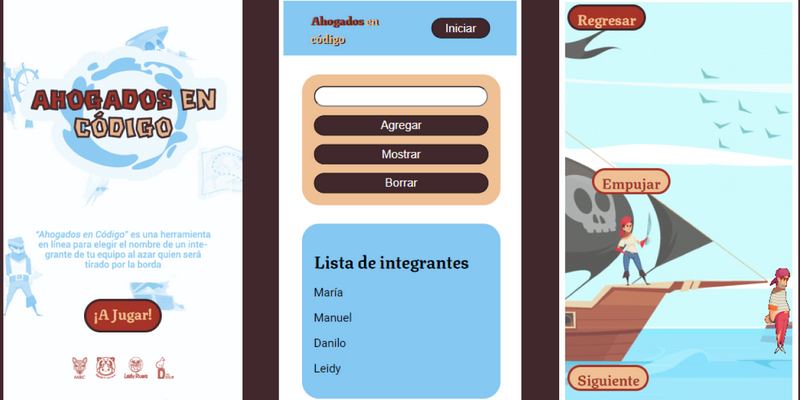 AHOGADOS EN
CÓDIGO
"Ahogados en Código" es una herramienta
en línea para elegir el nombre de un inte-
grante de tu equipo al azar quien será
tirado por la borda
¡A Jugar!
Ahogados en
código
Iniciar
Agregar
Mostrar
Borrar
Lista de integrantes
María
Manuel
Danilo
Leidy
Regresar
Empujar
Siguiente